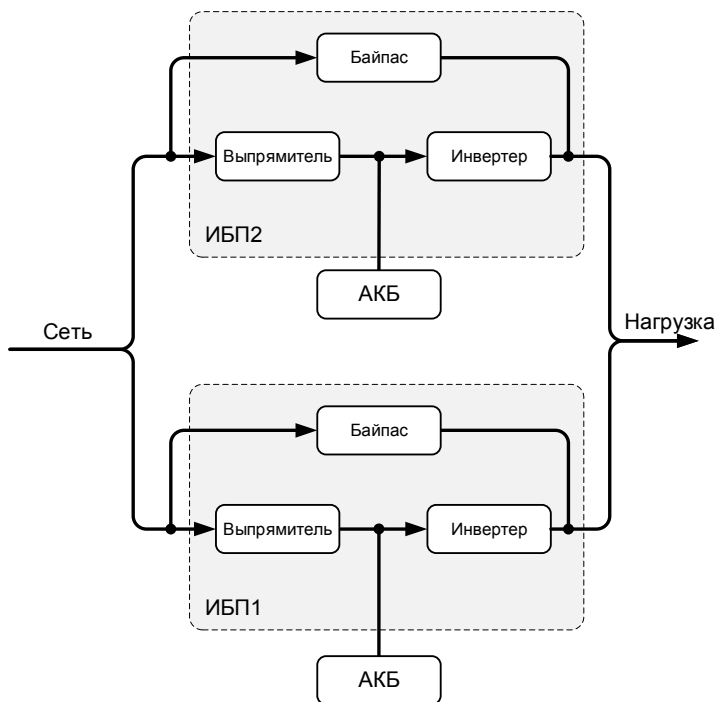 Байпас
Выпрямитель
Инвертер
ИБП2
АКБ
Сеть
Нагрузка
Байпас
Выпрямитель
Инвертер
ИБП1
АКБ